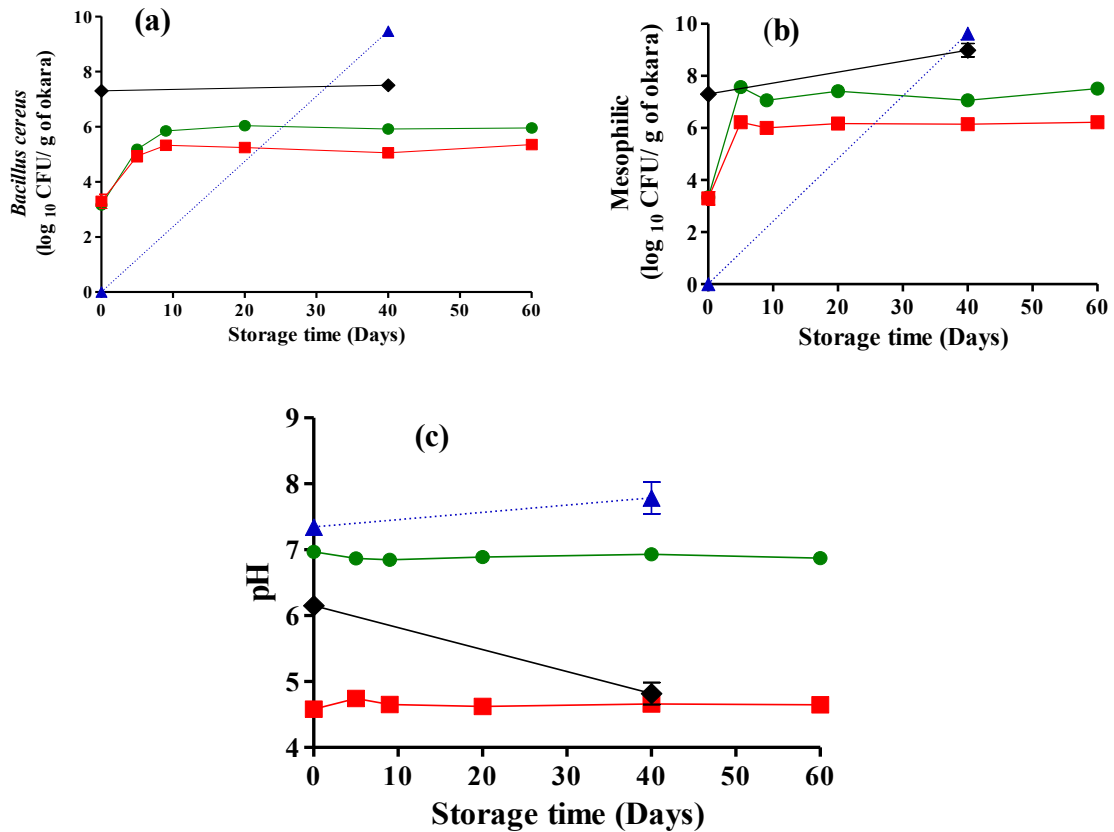 (a)
Bacillus cereus
(log 10 CFU/ g of okara)
10
8
6
4
2
0
0 10 20 30 40 50 60
Storage time (Days)
(b)
Mesophilic
(log 10 CFU/ g of okara)
10
8
6
4
2
0
0 10 20 30 40 50 60
Storage time (Days)
(c)
pH
9
8
7
6
5
4
0 10 20 30 40 50 60
Storage time (Days)